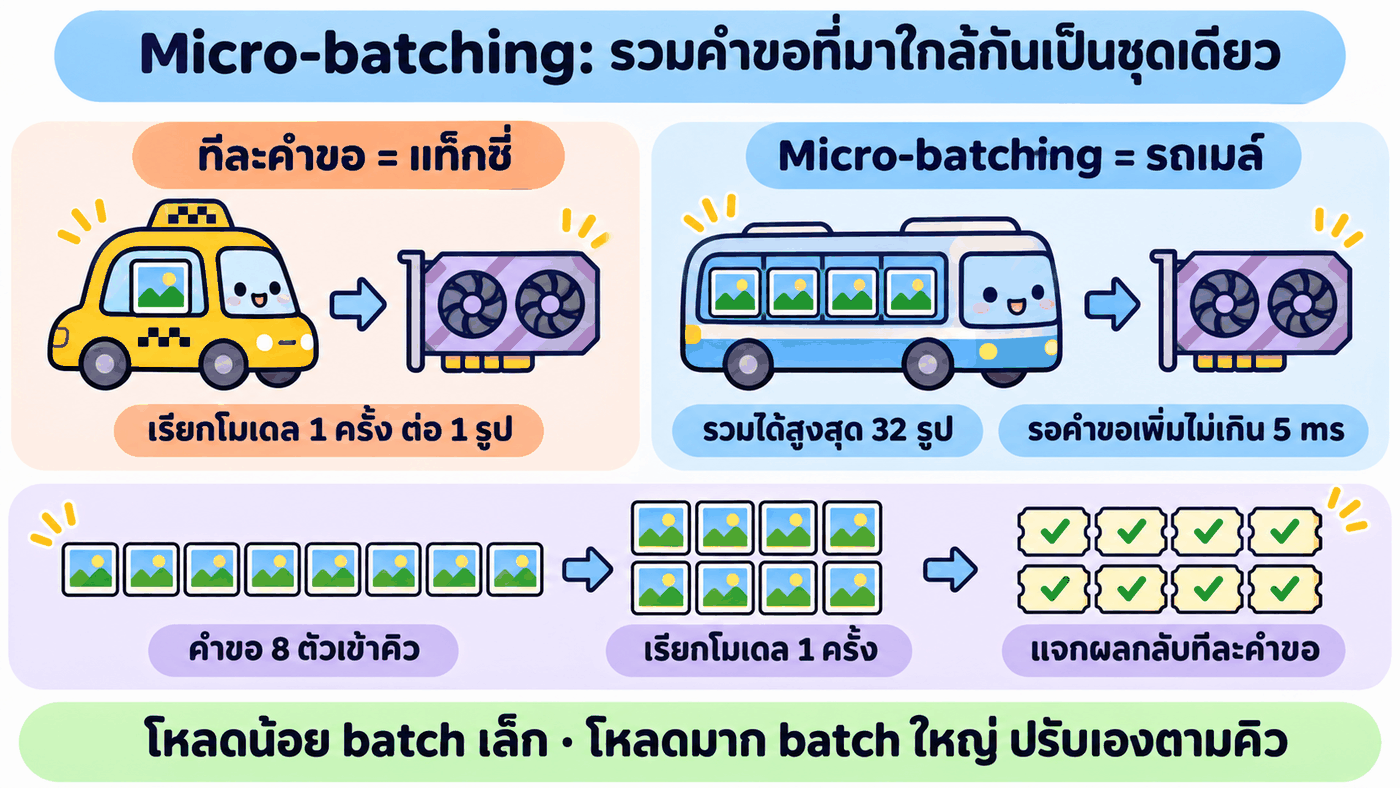 Micro-batching: รวมคำขอที่มาใกล้กันเป็นชุดเดียว
ทีละคำขอ = แท็กซี่
Micro-batching = รถเมล์
เรียกโมเดล 1 ครั้ง ต่อ 1 รูป
รวมได้สูงสุด 32 รูป
รอคำขอเพิ่มไม่เกิน 5 ms
คำขอ 8 ตัวเข้าคิว
เรียกโมเดล 1 ครั้ง
แจกผลกลับทีละคำขอ
โหลดน้อย batch เล็ก · โหลดมาก batch ใหญ่ ปรับเองตามคิว